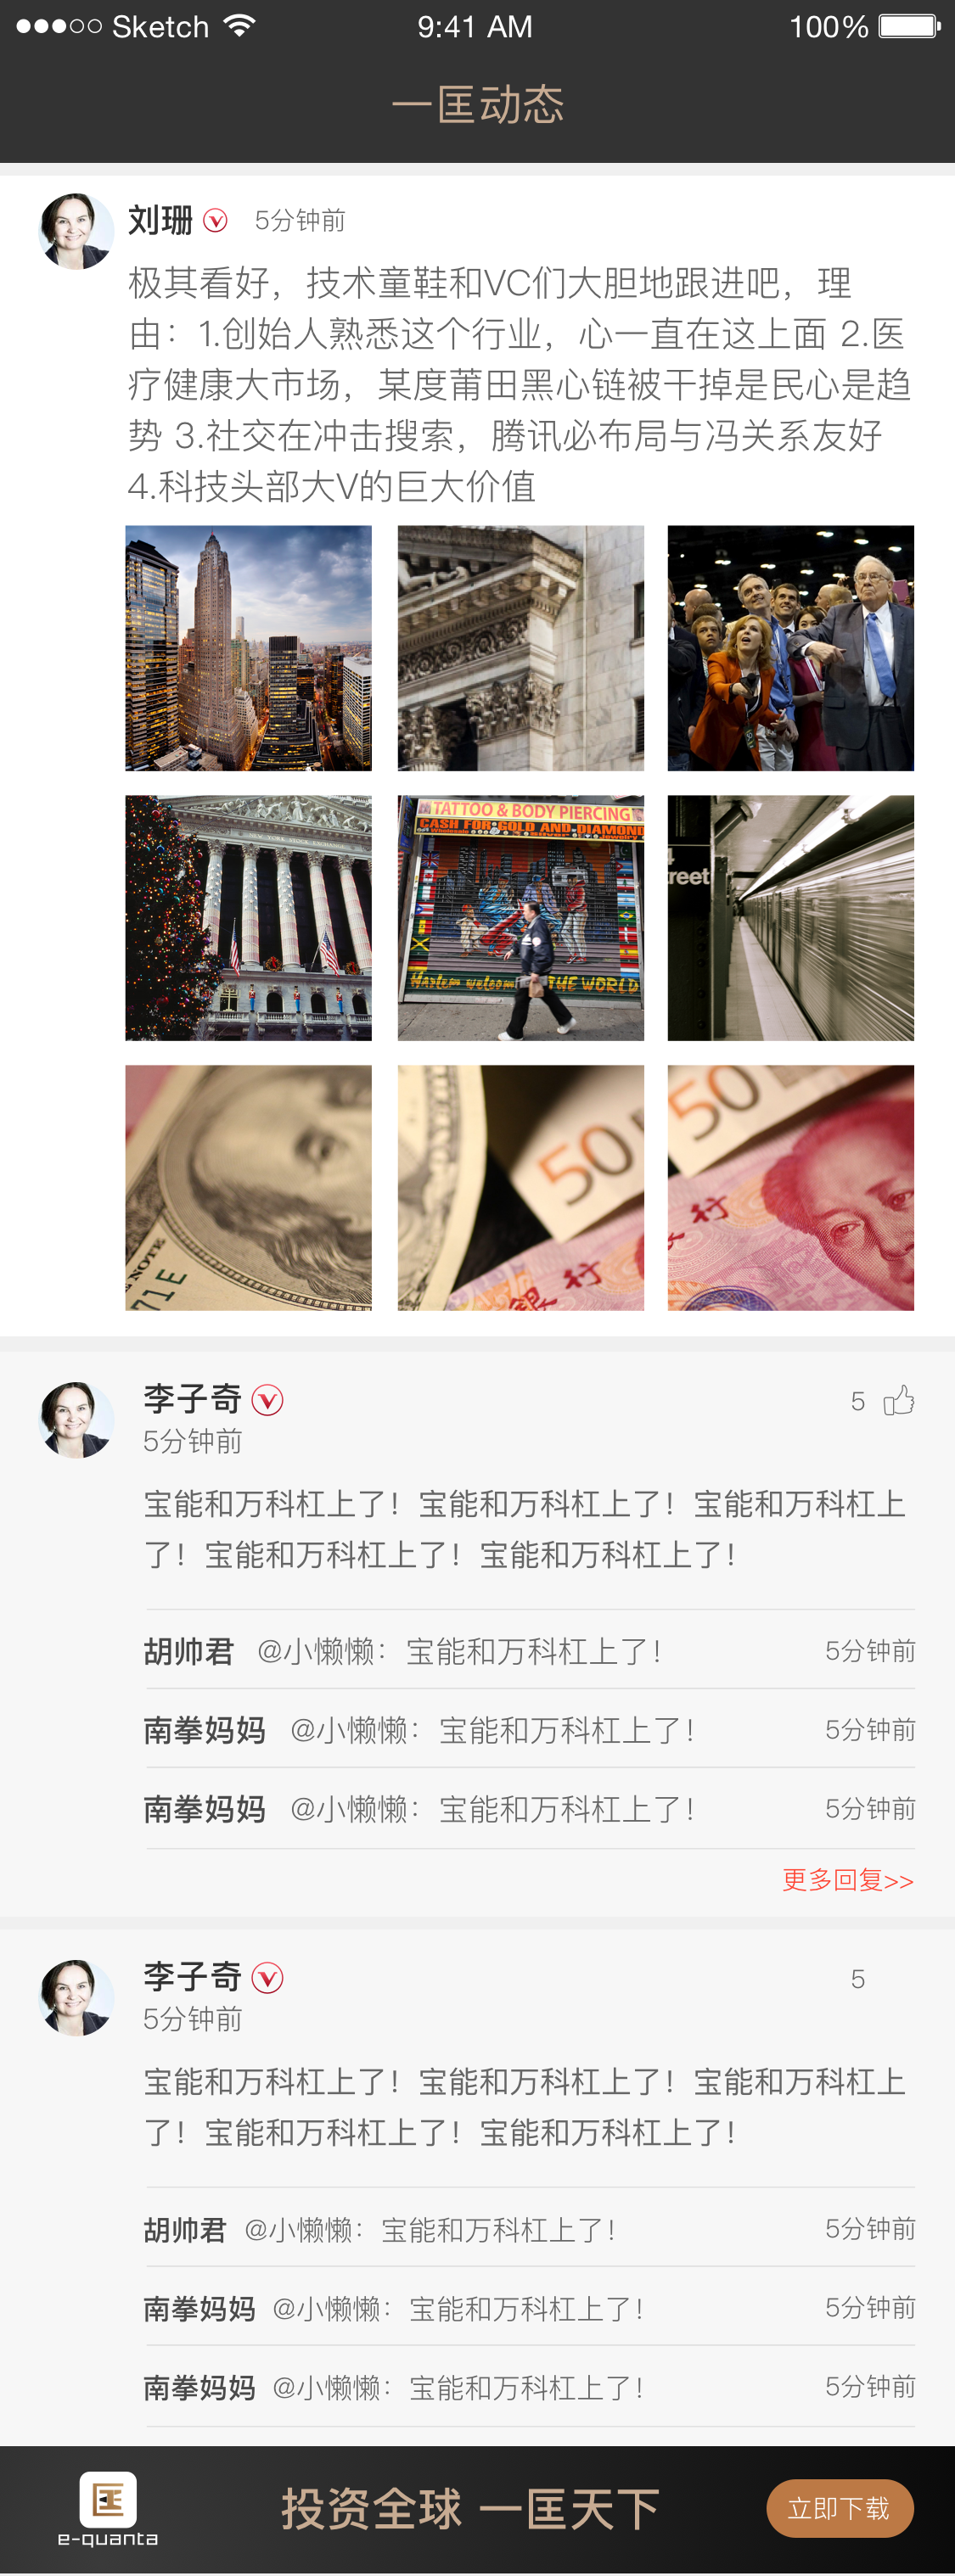 Sketch 9:41 AM 100%
一匡动态
刘珊 5分钟前
极其看好，技术童鞋和VC们大胆地跟进吧，理
由：1.创始人熟悉这个行业，心一直在这上面 2.医
疗健康大市场，某度莆田黑心链被干掉是民心是趋
势 3.社交在冲击搜索，腾讯必布局与冯关系友好
4.科技头部大V的巨大价值
TATTOO & BODY PIERCING
CASH FOR GOLD AND DIAMOND
Harlem welcome THE WORLD
reet
NOTE
71E
50
行
50
行
李子奇 5
5分钟前
宝能和万科杠上了！宝能和万科杠上了！宝能和万科杠上
了！宝能和万科杠上了！宝能和万科杠上了！
胡帅君 @小懒懒：宝能和万科杠上了！ 5分钟前
南拳妈妈 @小懒懒：宝能和万科杠上了！ 5分钟前
南拳妈妈 @小懒懒：宝能和万科杠上了！ 5分钟前
更多回复>>
李子奇 5
5分钟前
宝能和万科杠上了！宝能和万科杠上了！宝能和万科杠上
了！宝能和万科杠上了！宝能和万科杠上了！
胡帅君 @小懒懒：宝能和万科杠上了！ 5分钟前
南拳妈妈 @小懒懒：宝能和万科杠上了！ 5分钟前
南拳妈妈 @小懒懒：宝能和万科杠上了！ 5分钟前
e-quanta 投资全球 一匡天下 立即下载